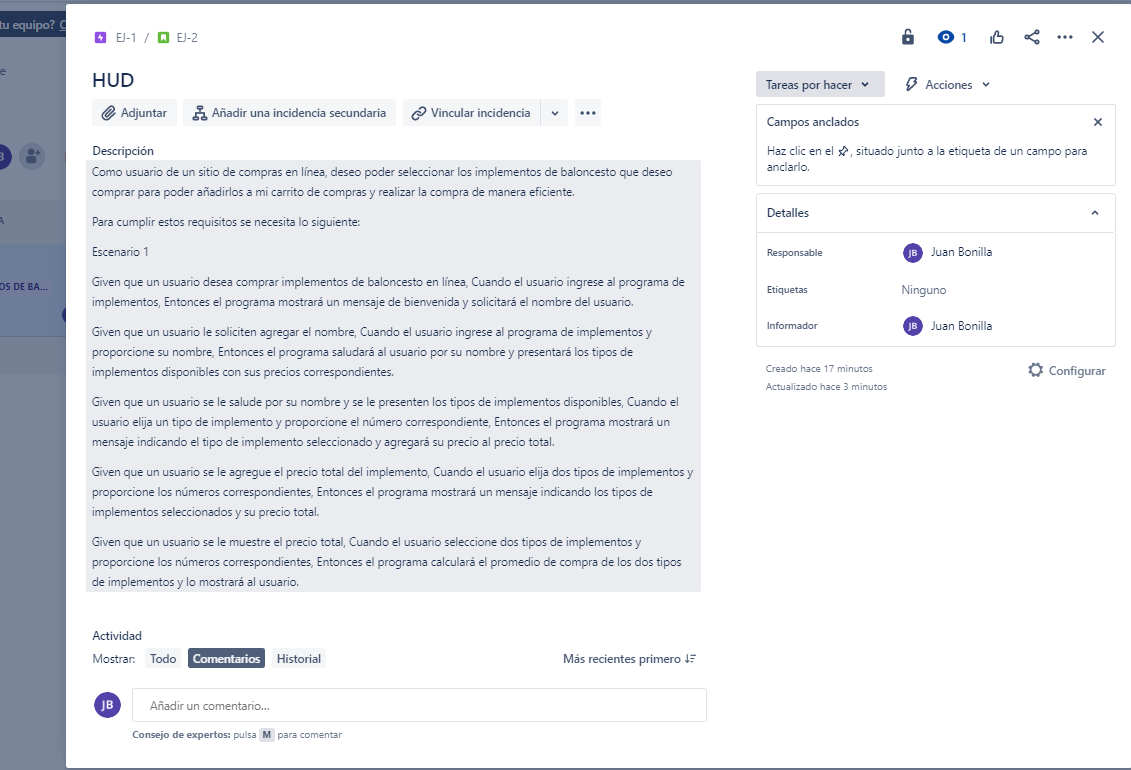 tu equipo?
EJ-1 / EJ-2
1
HUD
Adjuntar
Añadir una incidencia secundaria
Vincular incidencia
Descripción
Como usuario de un sitio de compras en línea, deseo poder seleccionar los implementos de baloncesto que deseo
comprar para poder añadirlos a mi carrito de compras y realizar la compra de manera eficiente.
Para cumplir estos requisitos se necesita lo siguiente:
Escenario 1
Given que un usuario desea comprar implementos de baloncesto en línea, Cuando el usuario ingrese al programa de
implementos, Entonces el programa mostrará un mensaje de bienvenida y solicitará el nombre del usuario.
Given que un usuario le soliciten agregar el nombre, Cuando el usuario ingrese al programa de implementos y
proporcione su nombre, Entonces el programa saludará al usuario por su nombre y presentará los tipos de
implementos disponibles con sus precios correspondientes.
Given que un usuario se le salude por su nombre y se le presenten los tipos de implementos disponibles, Cuando el
usuario elija un tipo de implemento y proporcione el número correspondiente, Entonces el programa mostrará un
mensaje indicando el tipo de implemento seleccionado y agregará su precio al precio total.
Given que un usuario se le agregue el precio total del implemento, Cuando el usuario elija dos tipos de implementos y
proporcione los números correspondientes, Entonces el programa mostrará un mensaje indicando los tipos de
implementos seleccionados y su precio total.
Given que un usuario se le muestre el precio total, Cuando el usuario seleccione dos tipos de implementos y
proporcione los números correspondientes, Entonces el programa calculará el promedio de compra de los dos tipos
de implementos y lo mostrará al usuario.
Actividad
Mostrar: Todo Comentarios Historial
Más recientes primero
JB
Añadir un comentario...
Consejo de expertos: pulsa M para comentar
Tareas por hacer
Acciones
Campos anclados
Haz clic en el , situado junto a la etiqueta de un campo para
anclarlo.
Detalles
Responsable JB Juan Bonilla
Etiquetas Ninguno
Informador JB Juan Bonilla
Creado hace 17 minutos
Actualizado hace 3 minutos
Configurar
OS DE BA...